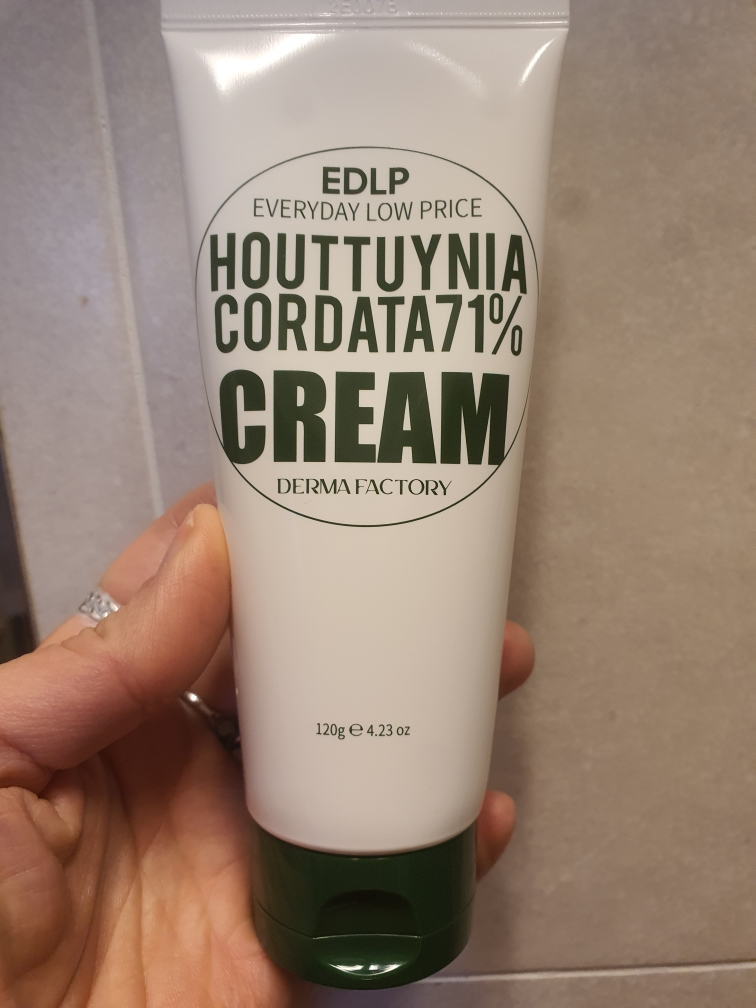 EDLP
EVERYDAY LOW PRICE
HOUTTUYNIA
CORDATA71%
CREAM
DERMA FACTORY
120g ℮ 4.23 oz